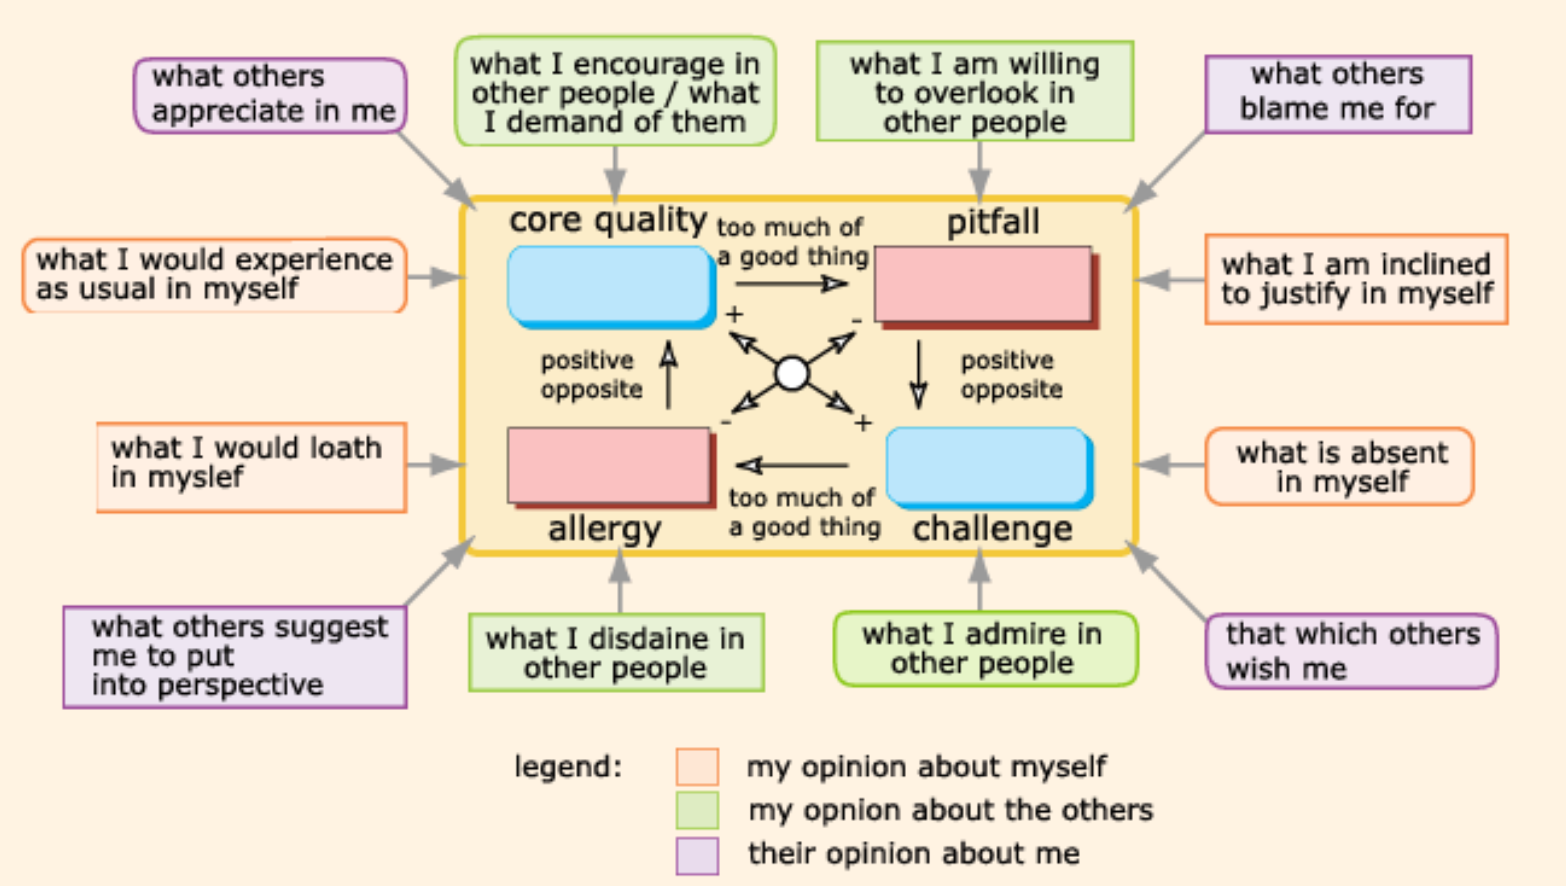 what others
appreciate in me
what I encourage in
other people / what
I demand of them
what I am willing
to overlook in
other people
what others
blame me for
core quality
too much of
a good thing
pitfall
what I would experience
as usual in myself
what I am inclined
to justify in myself
+
-
positive
opposite
positive
opposite
-
+
what I would loath
in myslef
what is absent
in myself
too much of
a good thing
allergy
challenge
what others suggest
me to put
into perspective
what I disdaine in
other people
what I admire in
other people
that which others
wish me
legend:
my opinion about myself
my opnion about the others
their opinion about me